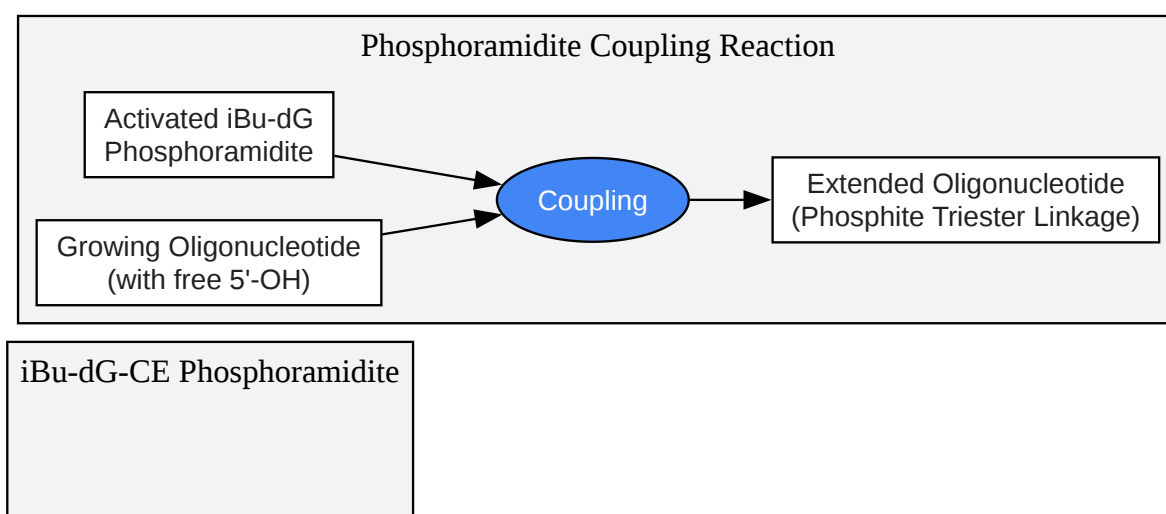 Phosphoramidite Coupling Reaction
Activated iBu-dG
Phosphoramidite
Growing Oligonucleotide
(with free 5'-OH)
Coupling
Extended Oligonucleotide
(Phosphite Triester Linkage)
iBu-dG-CE Phosphoramidite